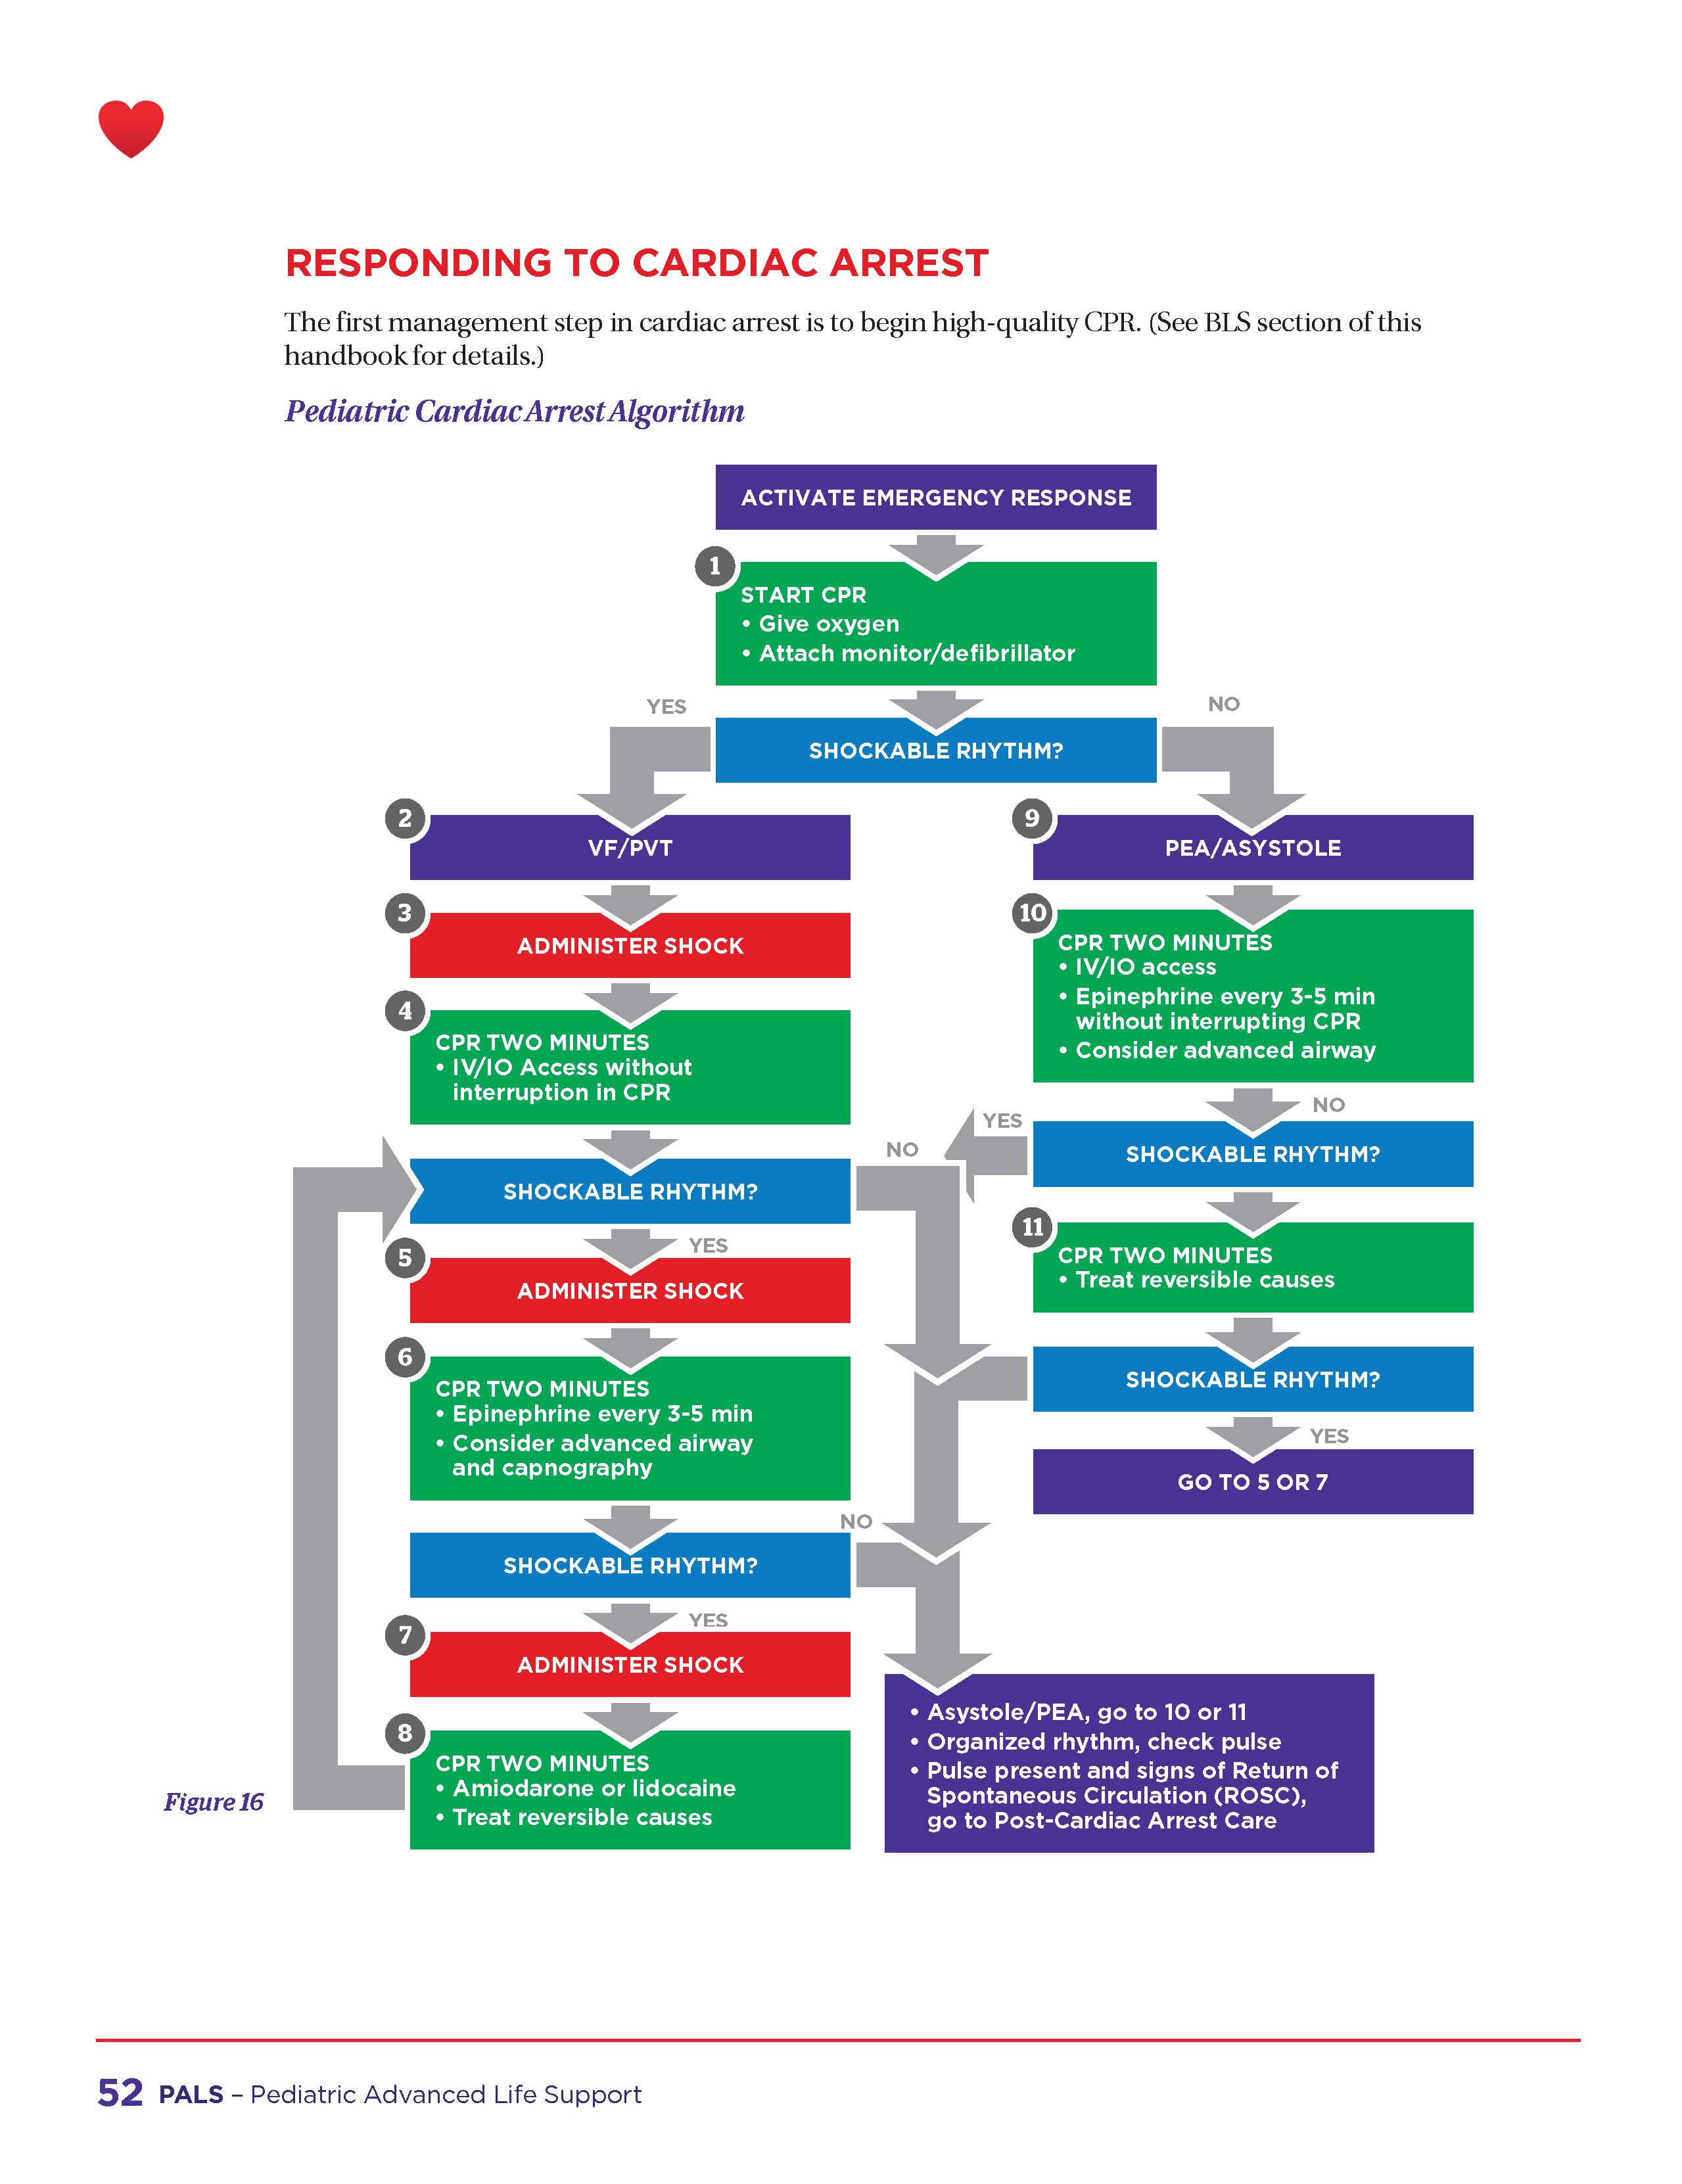 RESPONDING TO CARDIAC ARREST
The first management step in cardiac arrest is to begin high-quality CPR. (See BLS section of this
handbook for details.)
Pediatric Cardiac Arrest Algorithm
ACTIVATE EMERGENCY RESPONSE
1
START CPR
• Give oxygen
• Attach monitor/defibrillator
YES
NO
SHOCKABLE RHYTHM?
2
VF/PVT
3
ADMINISTER SHOCK
4
CPR TWO MINUTES
• IV/IO Access without
interruption in CPR
SHOCKABLE RHYTHM?
NO
YES
5
ADMINISTER SHOCK
6
CPR TWO MINUTES
• Epinephrine every 3-5 min
• Consider advanced airway
and capnography
NO
SHOCKABLE RHYTHM?
YES
7
ADMINISTER SHOCK
8
CPR TWO MINUTES
• Amiodarone or lidocaine
• Treat reversible causes
9
PEA/ASYSTOLE
10
CPR TWO MINUTES
• IV/IO access
• Epinephrine every 3-5 min
without interrupting CPR
• Consider advanced airway
NO
YES
SHOCKABLE RHYTHM?
11
CPR TWO MINUTES
• Treat reversible causes
SHOCKABLE RHYTHM?
YES
GO TO 5 OR 7
• Asystole/PEA, go to 10 or 11
• Organized rhythm, check pulse
• Pulse present and signs of Return of
Spontaneous Circulation (ROSC),
go to Post-Cardiac Arrest Care
Figure 16
52 PALS – Pediatric Advanced Life Support